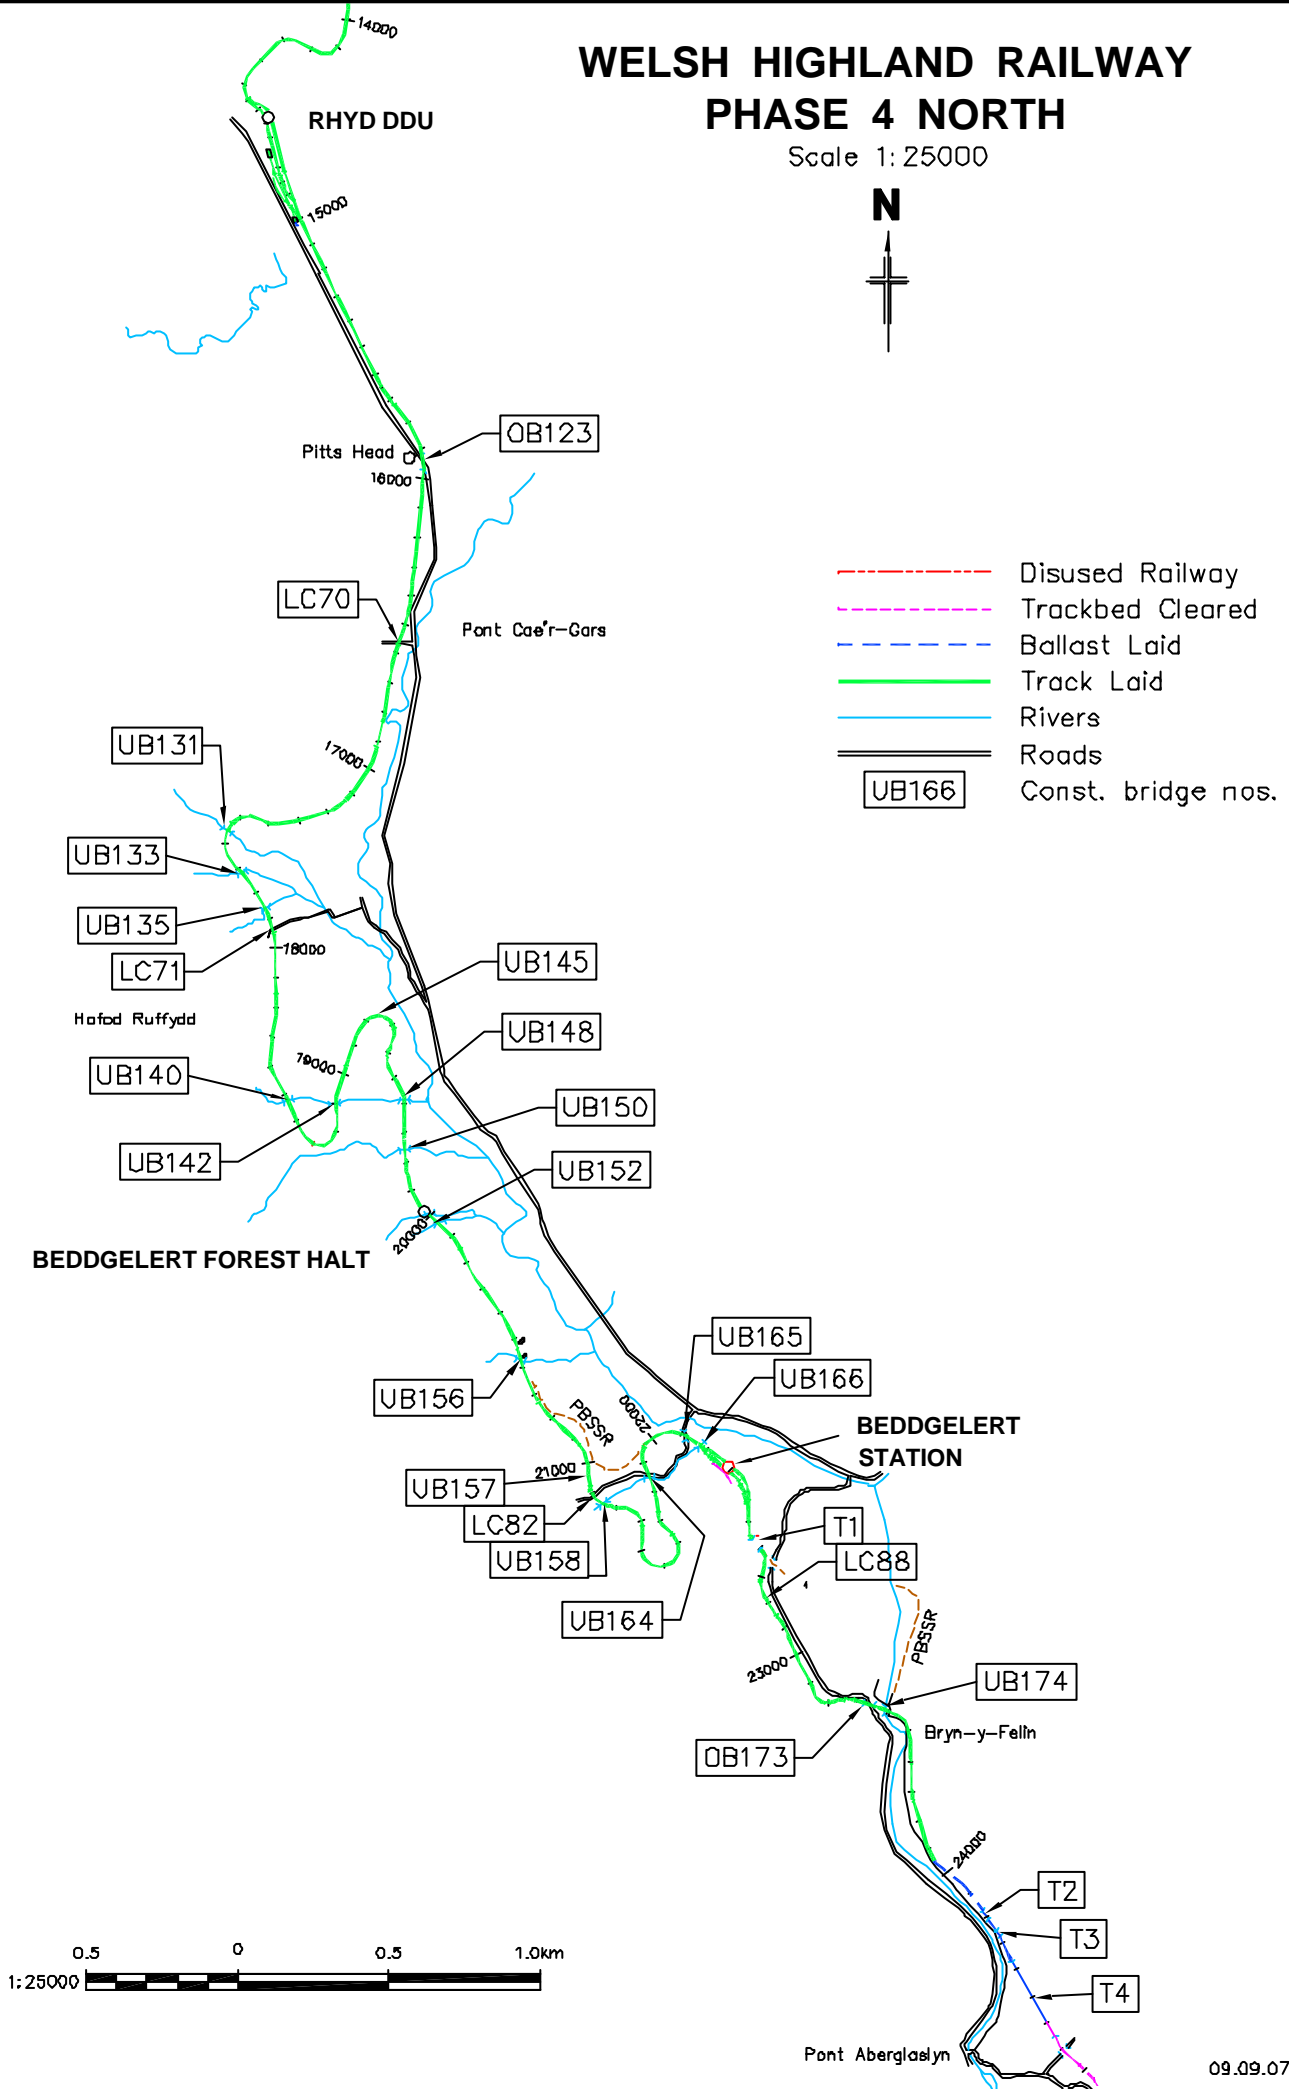 WELSH HIGHLAND RAILWAY
PHASE 4 NORTH
Scale 1:25000
N
14000
RHYD DDU
15000
OB123
Pitts Head
16000
LC70
Pont Cae'r-Gors
Disused Railway
Trackbed Cleared
Ballast Laid
Track Laid
Rivers
Roads
UB166
Const. bridge nos.
17000
UB131
UB133
UB135
LC71
18000
Hafod Ruffydd
UB145
UB148
19000
UB140
UB150
UB142
UB152
20000
BEDDGELERT FOREST HALT
UB165
UB166
UB156
PBSSR
22000
BEDDGELERT
STATION
21000
UB157
LC82
UB158
T1
LC88
UB164
PBSSR
23000
UB174
Bryn-y-Felin
OB173
24000
T2
T3
T4
0.5
0
0.5
1.0km
1:25000
Pont Aberglaslyn
09.09.07